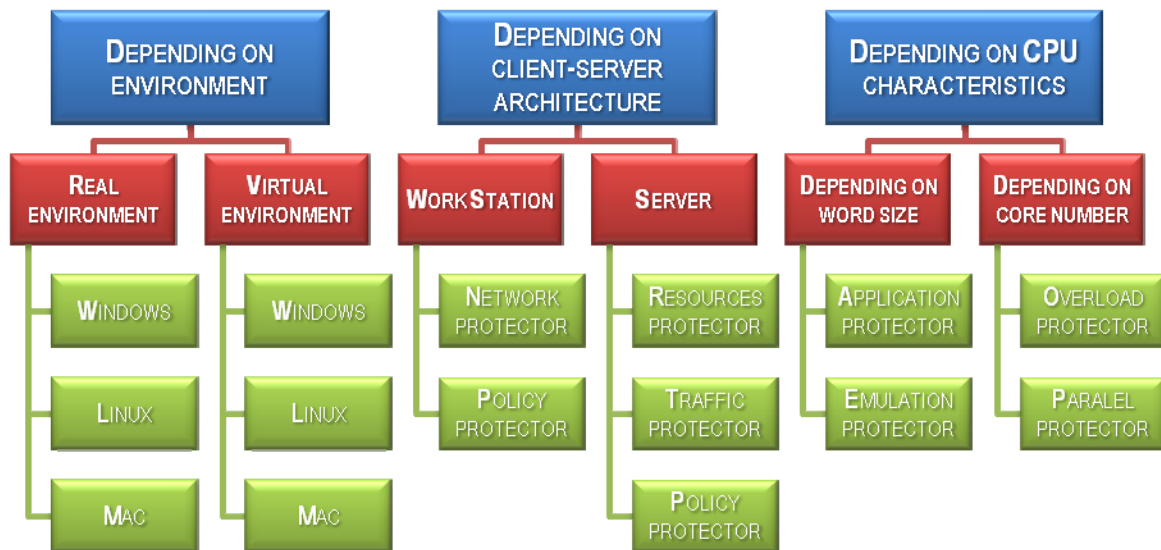 DEPENDING ON
ENVIRONMENT
DEPENDING ON
CLIENT-SERVER
ARCHITECTURE
DEPENDING ON CPU
CHARACTERISTICS
REAL
ENVIRONMENT
VIRTUAL
ENVIRONMENT
WORKSTATION
SERVER
DEPENDING ON
WORD SIZE
DEPENDING ON
CORE NUMBER
WINDOWS
LINUX
MAC
WINDOWS
LINUX
MAC
NETWORK
PROTECTOR
POLICY
PROTECTOR
RESOURCES
PROTECTOR
TRAFFIC
PROTECTOR
POLICY
PROTECTOR
APPLICATION
PROTECTOR
EMULATION
PROTECTOR
OVERLOAD
PROTECTOR
PARALEL
PROTECTOR